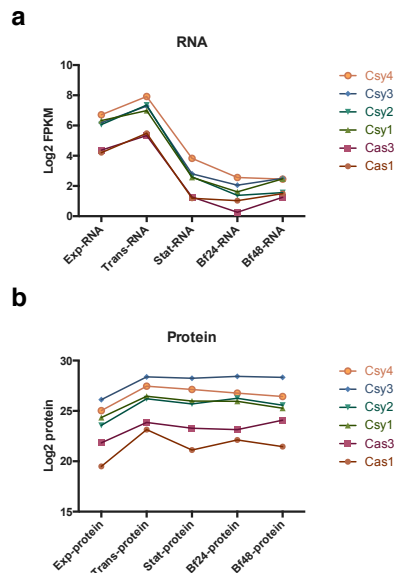 a
RNA
Log2 FPKM
10
8
6
4
2
0
Exp-RNA
Trans-RNA
Stat-RNA
Bf24-RNA
Bf48-RNA
Csy4
Csy3
Csy2
Csy1
Cas3
Cas1
b
Protein
Log2 protein
30
25
20
15
Exp-protein
Trans-protein
Stat-protein
Bf24-protein
Bf48-protein
Csy4
Csy3
Csy2
Csy1
Cas3
Cas1